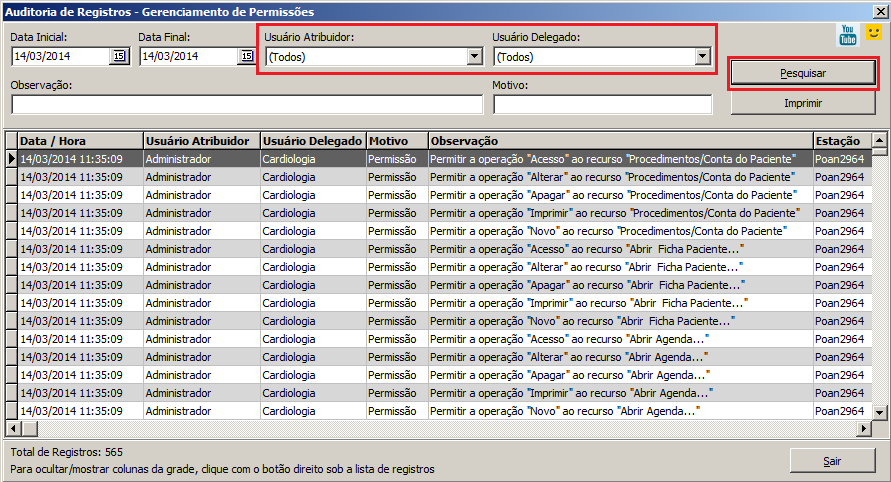 Auditoria de Registros - Gerenciamento de Permissões
Data Inicial: Data Final: Usuário Atribuidor: Usuário Delegado:
14/03/2014 15 14/03/2014 15 (Todos) (Todos)
You Tube
Pesquisar
Observação: Motivo:
Imprimir
Data / Hora Usuário Atribuidor Usuário Delegado Motivo Observação Estação
14/03/2014 11:35:09 Administrador Cardiologia Permissão Permitir a operação "Acesso" ao recurso "Procedimentos/Conta do Paciente" Poan2964
14/03/2014 11:35:09 Administrador Cardiologia Permissão Permitir a operação "Alterar" ao recurso "Procedimentos/Conta do Paciente" Poan2964
14/03/2014 11:35:09 Administrador Cardiologia Permissão Permitir a operação "Apagar" ao recurso "Procedimentos/Conta do Paciente" Poan2964
14/03/2014 11:35:09 Administrador Cardiologia Permissão Permitir a operação "Imprimir" ao recurso "Procedimentos/Conta do Paciente" Poan2964
14/03/2014 11:35:09 Administrador Cardiologia Permissão Permitir a operação "Novo" ao recurso "Procedimentos/Conta do Paciente" Poan2964
14/03/2014 11:35:09 Administrador Cardiologia Permissão Permitir a operação "Acesso" ao recurso "Abrir Ficha Paciente..." Poan2964
14/03/2014 11:35:09 Administrador Cardiologia Permissão Permitir a operação "Alterar" ao recurso "Abrir Ficha Paciente..." Poan2964
14/03/2014 11:35:09 Administrador Cardiologia Permissão Permitir a operação "Apagar" ao recurso "Abrir Ficha Paciente..." Poan2964
14/03/2014 11:35:09 Administrador Cardiologia Permissão Permitir a operação "Imprimir" ao recurso "Abrir Ficha Paciente..." Poan2964
14/03/2014 11:35:09 Administrador Cardiologia Permissão Permitir a operação "Novo" ao recurso "Abrir Ficha Paciente..." Poan2964
14/03/2014 11:35:09 Administrador Cardiologia Permissão Permitir a operação "Acesso" ao recurso "Abrir Agenda..." Poan2964
14/03/2014 11:35:09 Administrador Cardiologia Permissão Permitir a operação "Alterar" ao recurso "Abrir Agenda..." Poan2964
14/03/2014 11:35:09 Administrador Cardiologia Permissão Permitir a operação "Apagar" ao recurso "Abrir Agenda..." Poan2964
14/03/2014 11:35:09 Administrador Cardiologia Permissão Permitir a operação "Imprimir" ao recurso "Abrir Agenda..." Poan2964
14/03/2014 11:35:09 Administrador Cardiologia Permissão Permitir a operação "Novo" ao recurso "Abrir Agenda..." Poan2964
Total de Registros: 565
Para ocultar/mostrar colunas da grade, clique com o botão direito sob a lista de registros
Sair